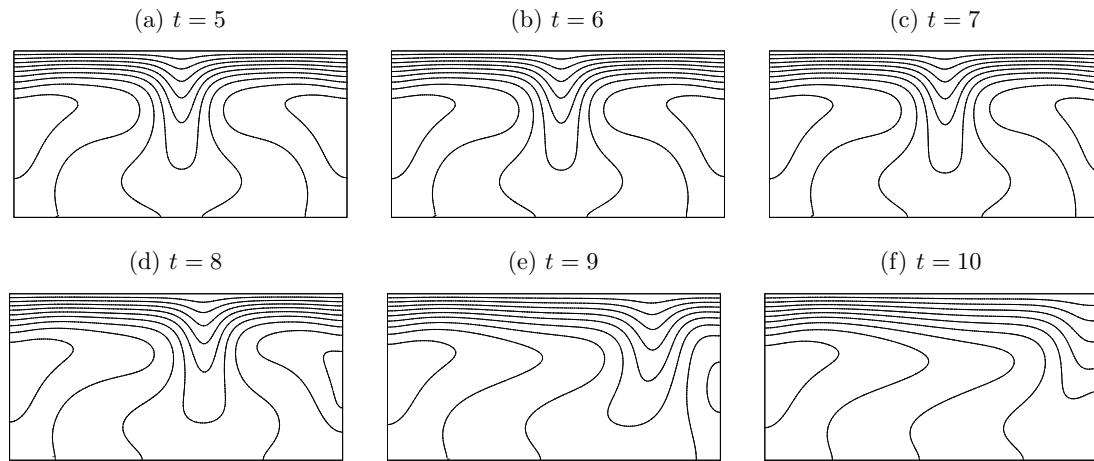 (a) t = 5
(b) t = 6
(c) t = 7
(d) t = 8
(e) t = 9
(f) t = 10